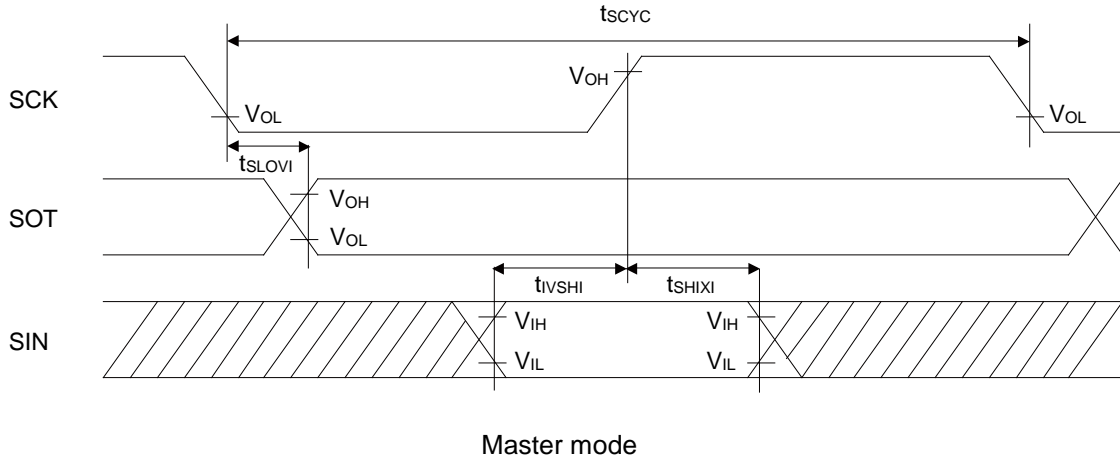 tSCYC
SCK
VOH
VOL
VOL
tSLOVI
SOT
VOH
VOL
tIVSHI
tSHIXI
SIN
VIH
VIH
VIL
VIL
Master mode